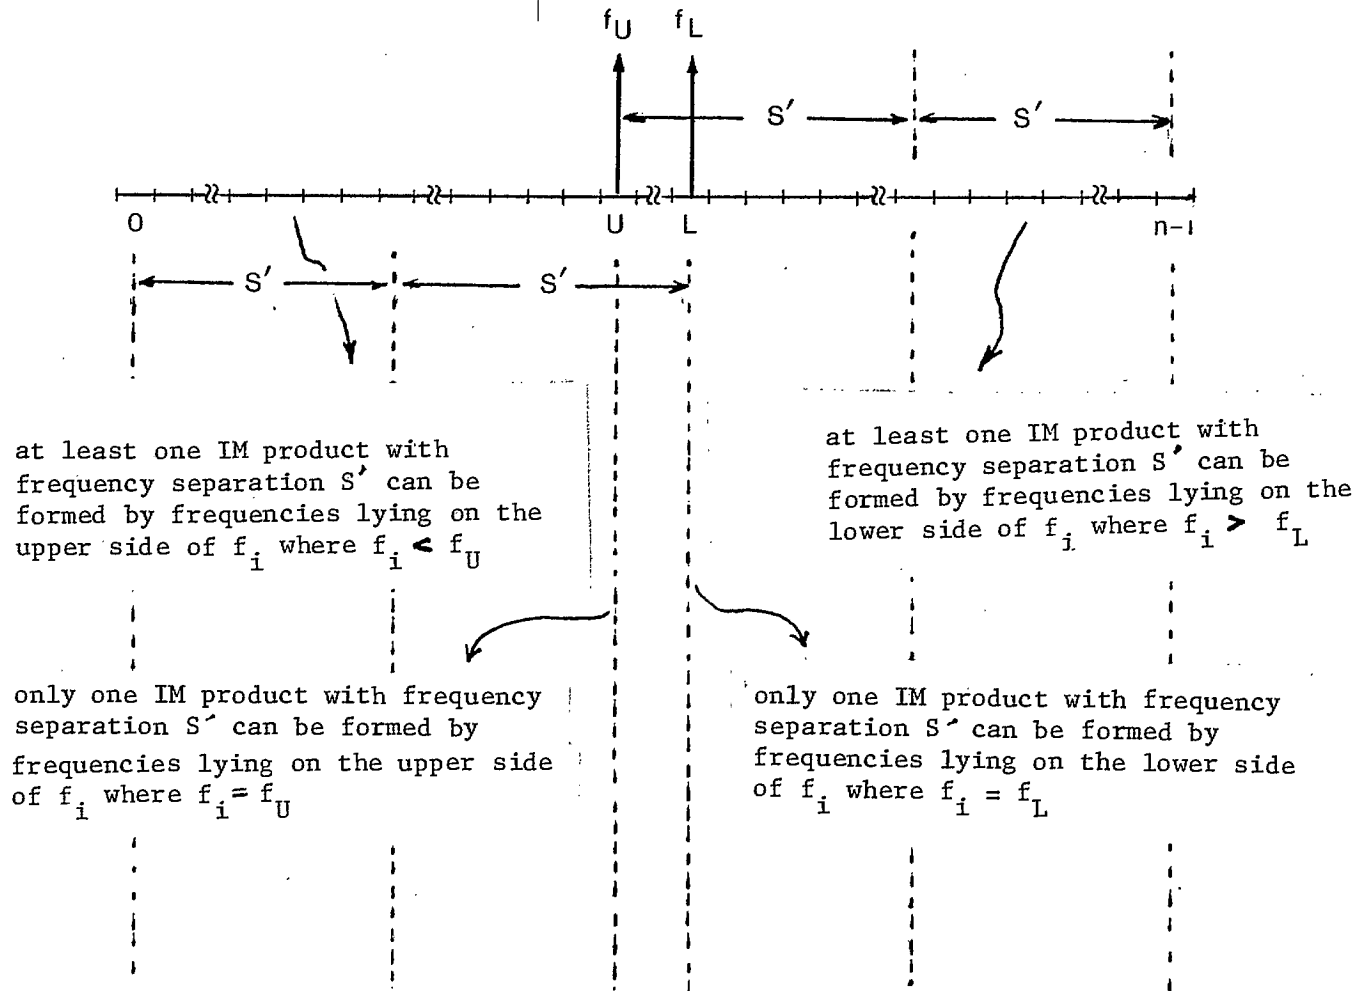 f_U f_L
S′ S′
0 U L n-1
S′ S′
at least one IM product with
frequency separation S′ can be
formed by frequencies lying on the
upper side of f_i where f_i < f_U
at least one IM product with
frequency separation S′ can be
formed by frequencies lying on the
lower side of f_i where f_i > f_L
only one IM product with frequency
separation S′ can be formed by
frequencies lying on the upper side
of f_i where f_i = f_U
only one IM product with frequency
separation S′ can be formed by
frequencies lying on the lower side
of f_i where f_i = f_L